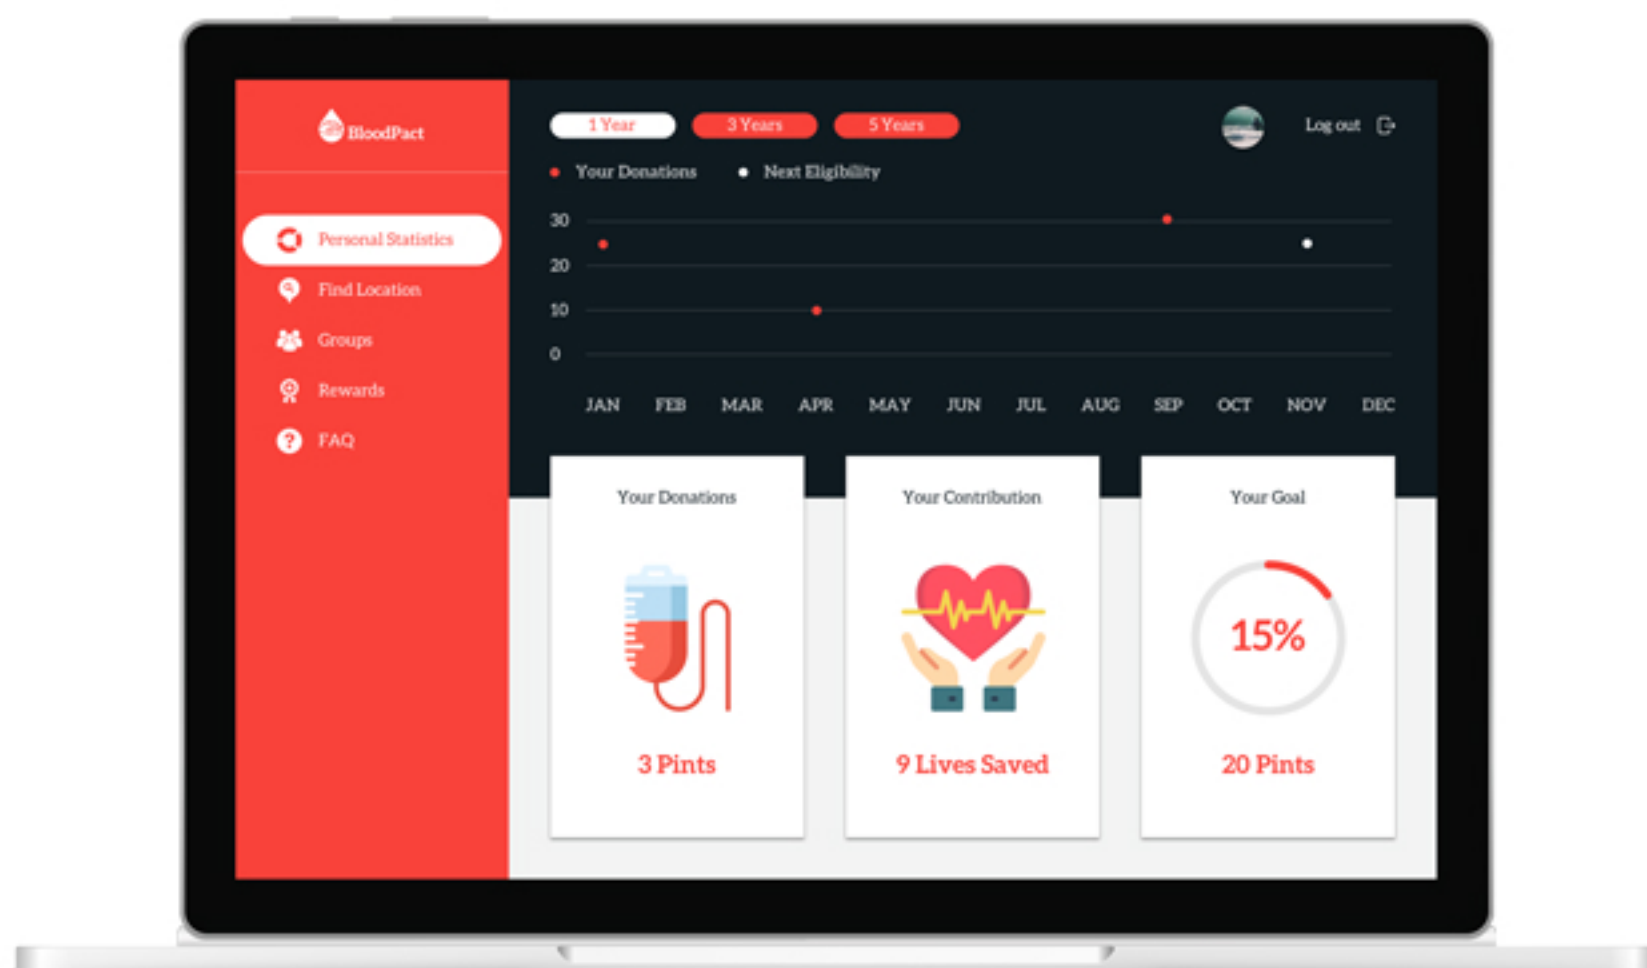 BloodPact
Personal Statistics
Find Location
Groups
Rewards
FAQ
1 Year 3 Years 5 Years
Log out
Your Donations Next Eligibility
30
20
10
0
JAN FEB MAR APR MAY JUN JUL AUG SEP OCT NOV DEC
Your Donations
3 Pints
Your Contribution
9 Lives Saved
Your Goal
15%
20 Pints